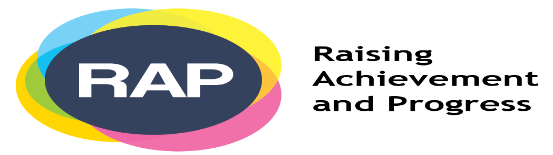 RAP
Raising
Achievement
and Progress